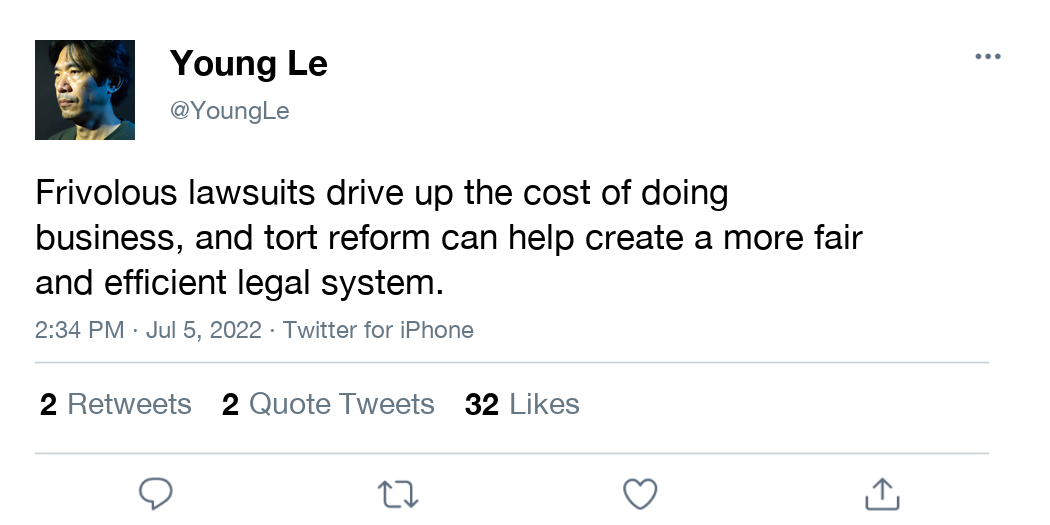 Young Le
@YoungLe
Frivolous lawsuits drive up the cost of doing
business, and tort reform can help create a more fair
and efficient legal system.
2:34 PM · Jul 5, 2022 · Twitter for iPhone
2 Retweets 2 Quote Tweets 32 Likes